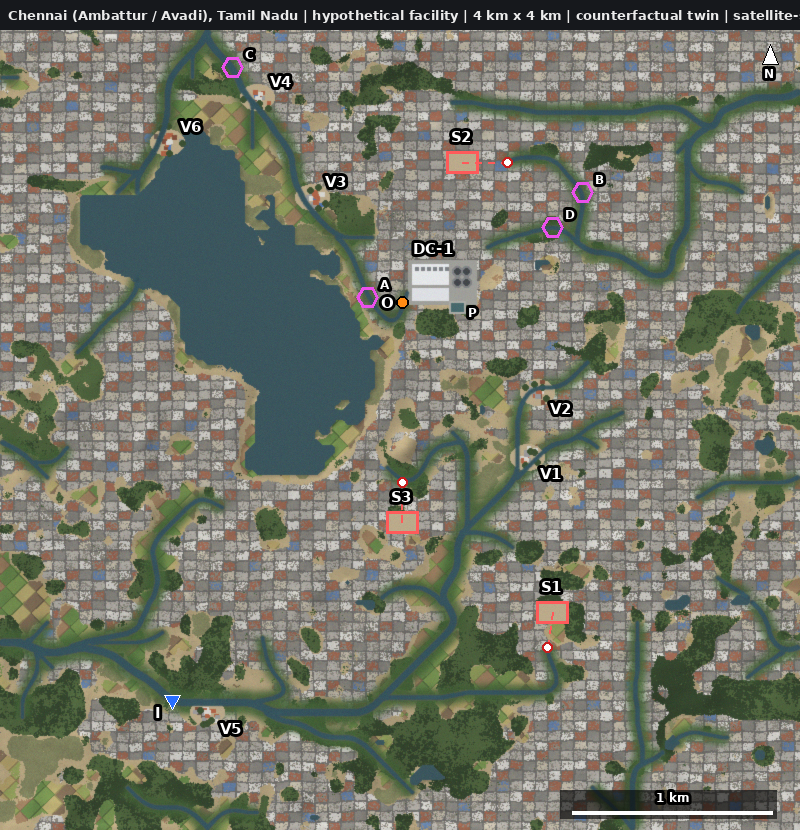 Chennai (Ambattur / Avadi), Tamil Nadu | hypothetical facility | 4 km x 4 km | counterfactual twin | satellite-
C
V4
N
V6
S2
V3
B
D
DC-1
A
O
P
V2
V1
S3
S1
I
V5
1 km